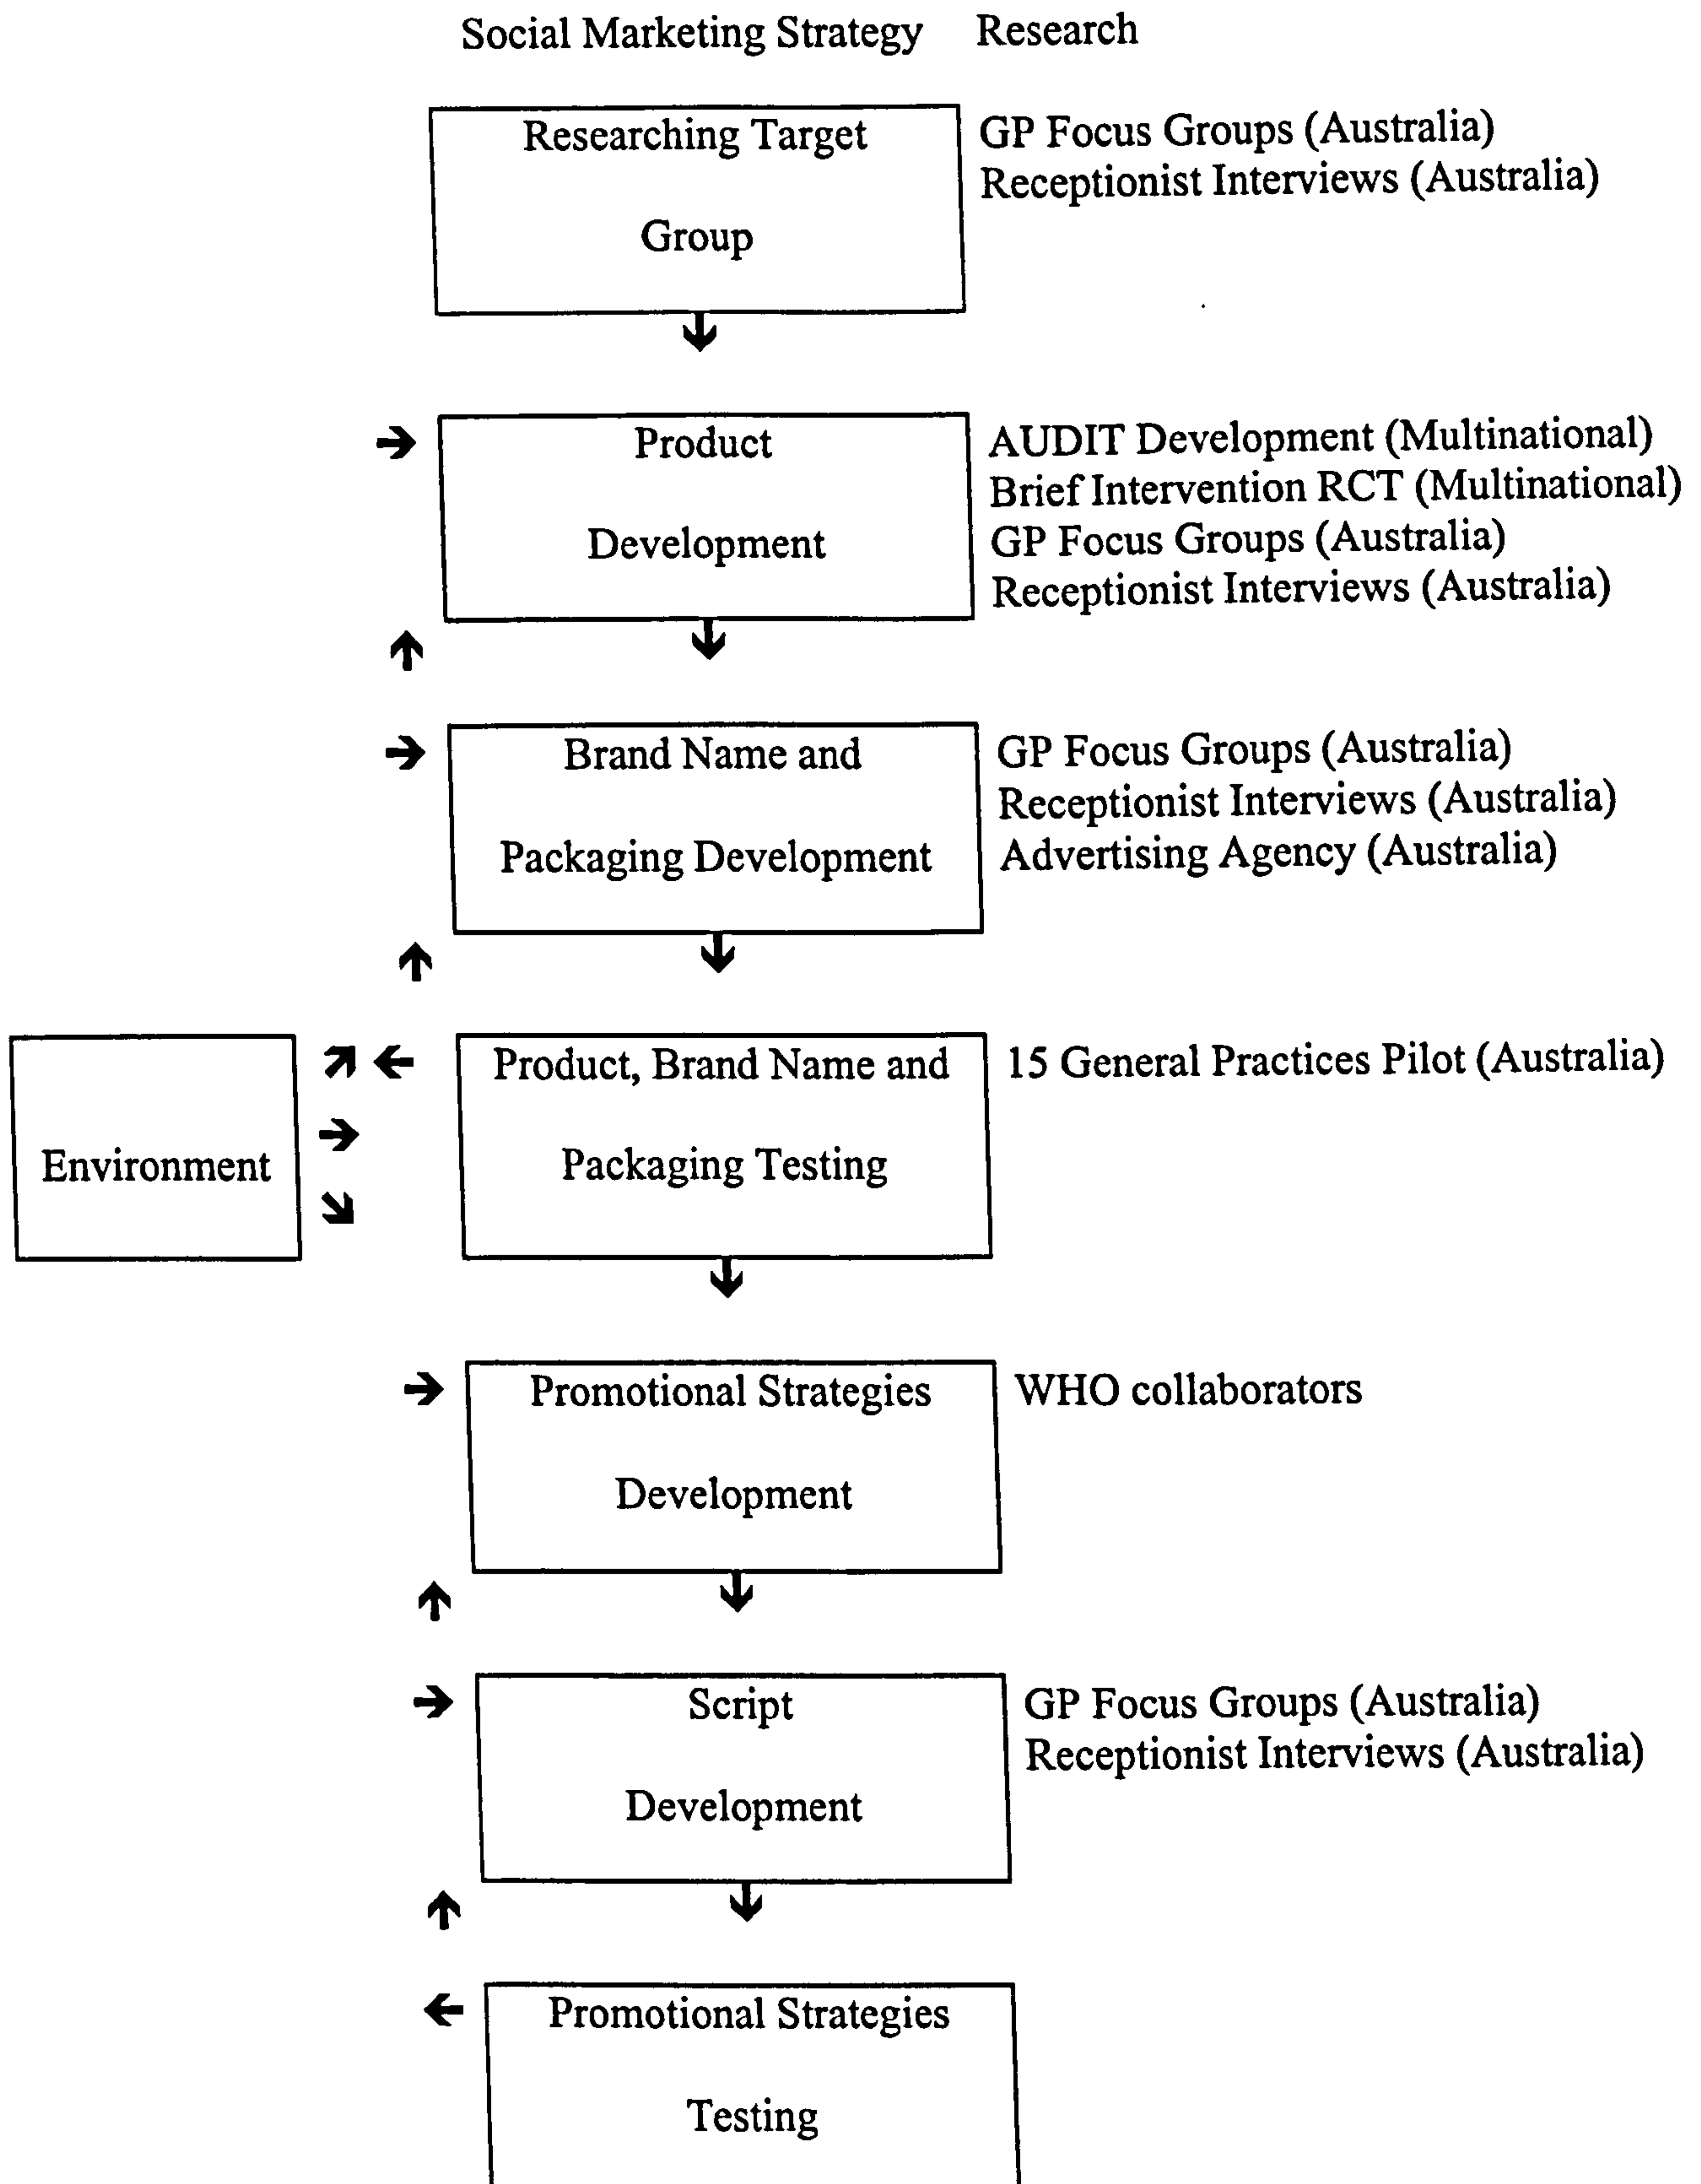 Social Marketing Strategy Research
Researching Target
Group
GP Focus Groups (Australia)
Receptionist Interviews (Australia)
Product
Development
AUDIT Development (Multinational)
Brief Intervention RCT (Multinational)
GP Focus Groups (Australia)
Receptionist Interviews (Australia)
Brand Name and
Packaging Development
GP Focus Groups (Australia)
Receptionist Interviews (Australia)
Advertising Agency (Australia)
Environment
Product, Brand Name and
Packaging Testing
15 General Practices Pilot (Australia)
Promotional Strategies
Development
WHO collaborators
Script
Development
GP Focus Groups (Australia)
Receptionist Interviews (Australia)
Promotional Strategies
Testing